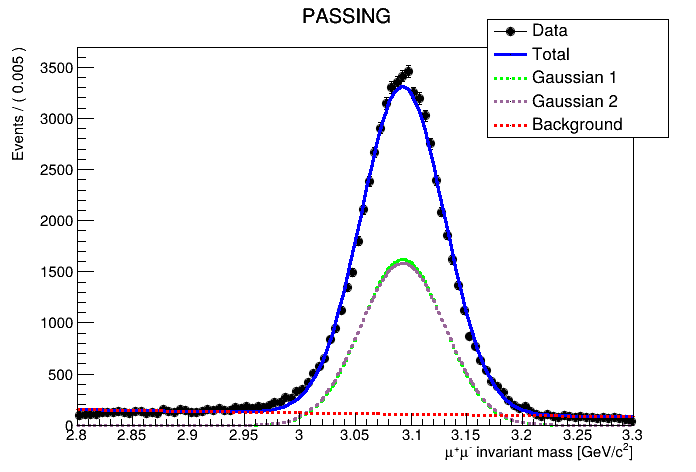 PASSING
Data
Total
Gaussian 1
Gaussian 2
Background
Events / ( 0.005 )
3500
3000
2500
2000
1500
1000
500
0
2.8 2.85 2.9 2.95 3 3.05 3.1 3.15 3.2 3.25 3.3
μ⁺μ⁻ invariant mass [GeV/c²]